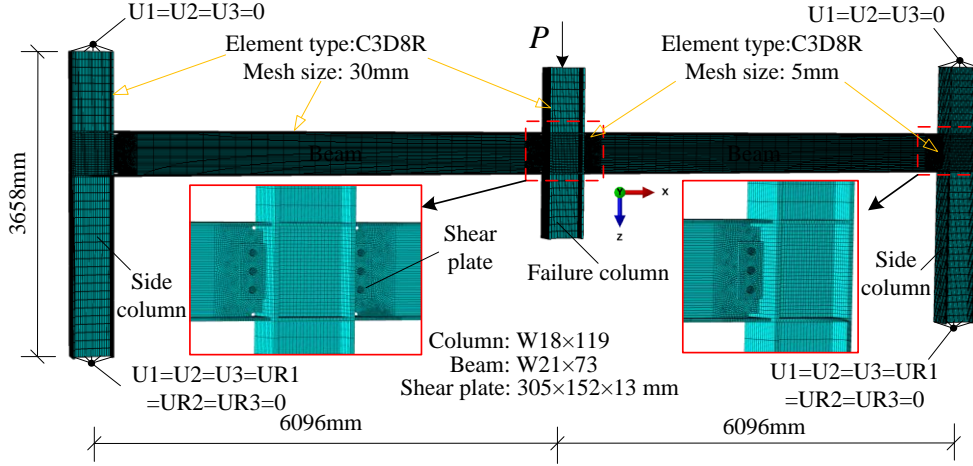 U1=U2=U3=0
U1=U2=U3=0
P
Element type:C3D8R
Mesh size: 30mm
Element type:C3D8R
Mesh size: 5mm
Beam
Beam
3658mm
Y
x
z
Shear
plate
Side
column
Failure column
Side
column
Column: W18×119
Beam: W21×73
Shear plate: 305×152×13 mm
U1=U2=U3=UR1
=UR2=UR3=0
U1=U2=U3=UR1
=UR2=UR3=0
6096mm
6096mm